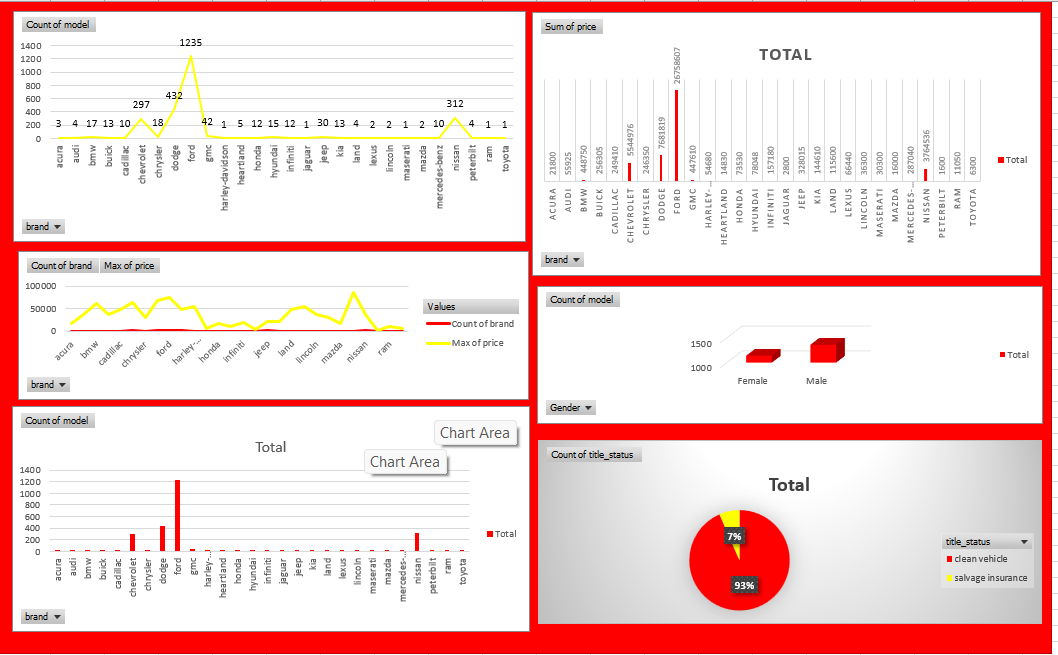 Count of model
1400
1200
1000
800
600
400
200
0
3 4 17 13 10 297 18 432 1235 42 1 5 12 15 12 1 30 13 4 2 2 1 2 10 312 4 1 1
acura audi bmw buick cadillac chevrolet chrysler dodge ford gmc harley-davidson heartland honda hyundai infiniti jaguar jeep kia land lexus lincoln maserati mazda mercedes-benz nissan peterbilt ram toyota
brand
Sum of price
TOTAL
21800 55925 448750 256305 249410 5544976 246350 7681819 26758607 447610 54680 14830 73530 78048 157180 2800 328015 144610 115600 66440 36300 30300 16000 287040 3764536 1600 11050 6300
ACURA AUDI BMW BUICK CADILLAC CHEVROLET CHRYSLER DODGE FORD GMC HARLEY-… HEARTLAND HONDA HYUNDAI INFINITI JAGUAR JEEP KIA LAND LEXUS LINCOLN MASERATI MAZDA MERCEDES-… NISSAN PETERBILT RAM TOYOTA
Total
brand
Count of brand Max of price
100000
50000
0
acura bmw cadillac chrysler ford harley-… honda infiniti jeep land lincoln mazda nissan ram
Values
Count of brand
Max of price
brand
Count of model
1500
1000
Female Male
Total
Gender
Count of model
Total
Chart Area
Chart Area
1400
1200
1000
800
600
400
200
0
acura audi bmw buick cadillac chevrolet chrysler dodge ford gmc harley-… heartland honda hyundai infiniti jaguar jeep kia land lexus lincoln maserati mazda mercedes-… nissan peterbilt ram toyota
Total
brand
Count of title_status
Total
7%
93%
title_status
clean vehicle
salvage insurance